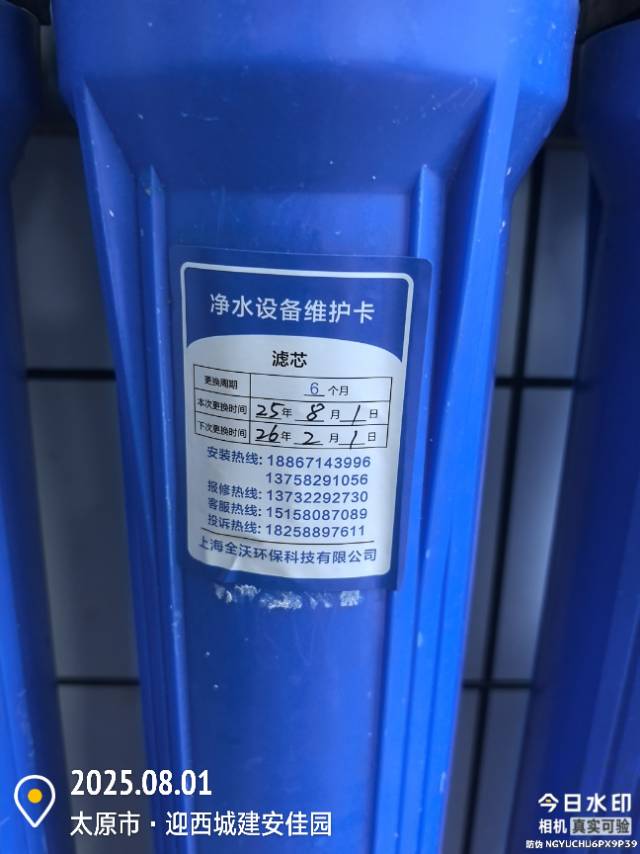 净水设备维护卡
滤芯
更换周期 6 个月
本次更换时间 25年 8月 1日
下次更换时间 26年 2月 1日
安装热线: 18867143996
13758291056
报修热线: 13732292730
客服热线: 15158087089
投诉热线: 18258897611
上海全沃环保科技有限公司
2025.08.01
太原市·迎西城建安佳园
今日水印
相机 真实可验
防伪 NGYUCHU6PX9P39